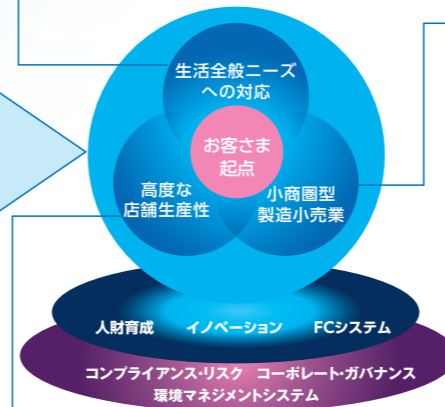 生活全般ニーズ
への対応
お客さま
起点
高度な
店舗生産性
小商圏型
製造小売業
人財育成 イノベーション FCシステム
コンプライアンス・リスク コーポレート・ガバナンス
環境マネジメントシステム